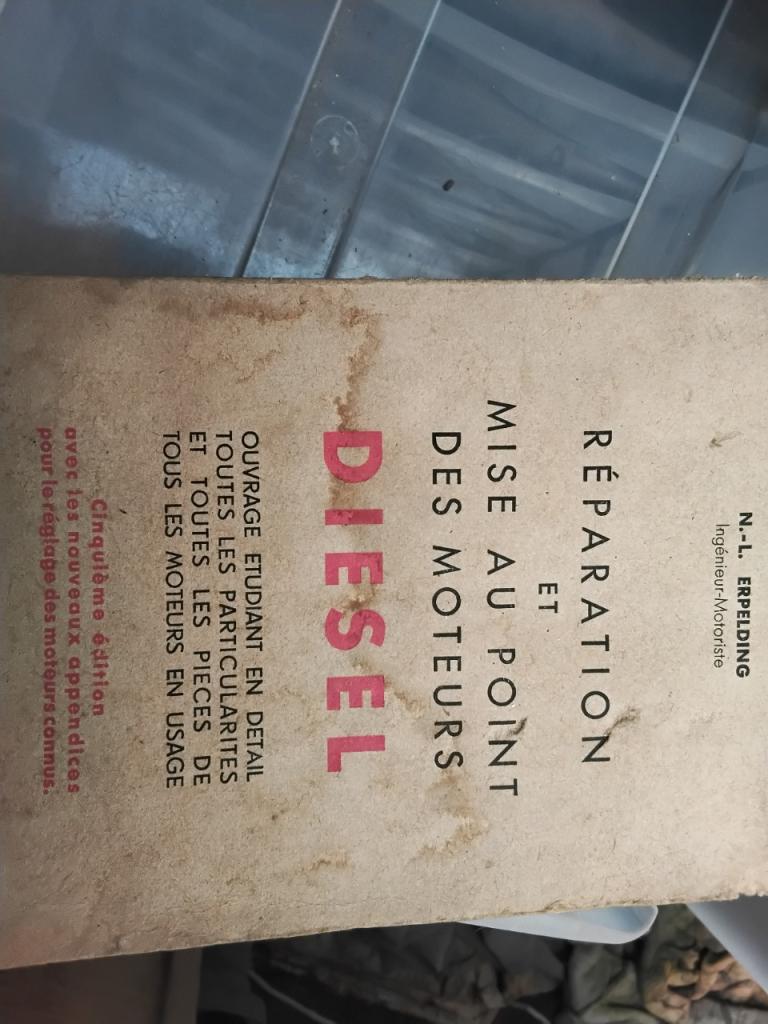 N.-L. ERPELDING
Ingénieur-Motoriste
RÉPARATION
ET
MISE AU POINT
DES MOTEURS
DIESEL
OUVRAGE ETUDIANT EN DETAIL
TOUTES LES PARTICULARITES
ET TOUTES LES PIECES DE
TOUS LES MOTEURS EN USAGE
Cinquième édition
avec les nouveaux appendices
pour le réglage des moteurs connus.